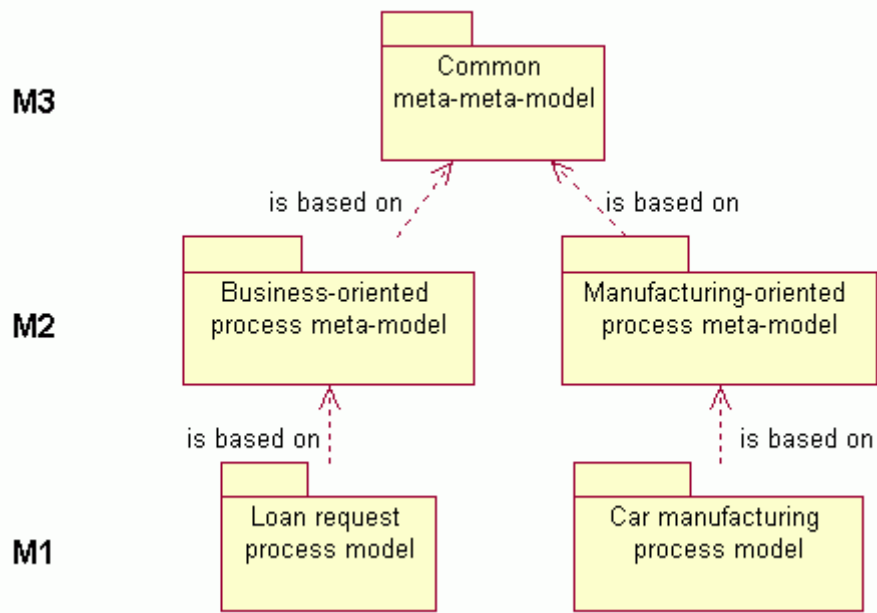 M3
Common
meta-meta-model
is based on
is based on
M2
Business-oriented
process meta-model
Manufacturing-oriented
process meta-model
is based on
is based on
M1
Loan request
process model
Car manufacturing
process model